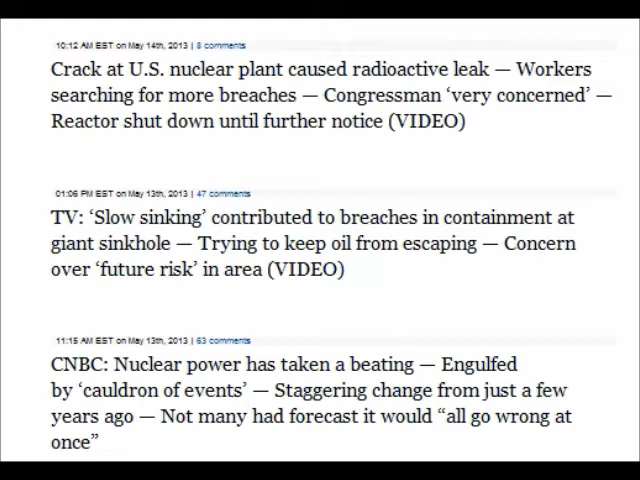 10:12 AM EST on May 14th, 2013 | 8 comments
Crack at U.S. nuclear plant caused radioactive leak — Workers
searching for more breaches — Congressman ‘very concerned’ —
Reactor shut down until further notice (VIDEO)
01:06 PM EST on May 13th, 2013 | 47 comments
TV: ‘Slow sinking’ contributed to breaches in containment at
giant sinkhole — Trying to keep oil from escaping — Concern
over ‘future risk’ in area (VIDEO)
11:15 AM EST on May 13th, 2013 | 63 comments
CNBC: Nuclear power has taken a beating — Engulfed
by ‘cauldron of events’ — Staggering change from just a few
years ago — Not many had forecast it would “all go wrong at
once”